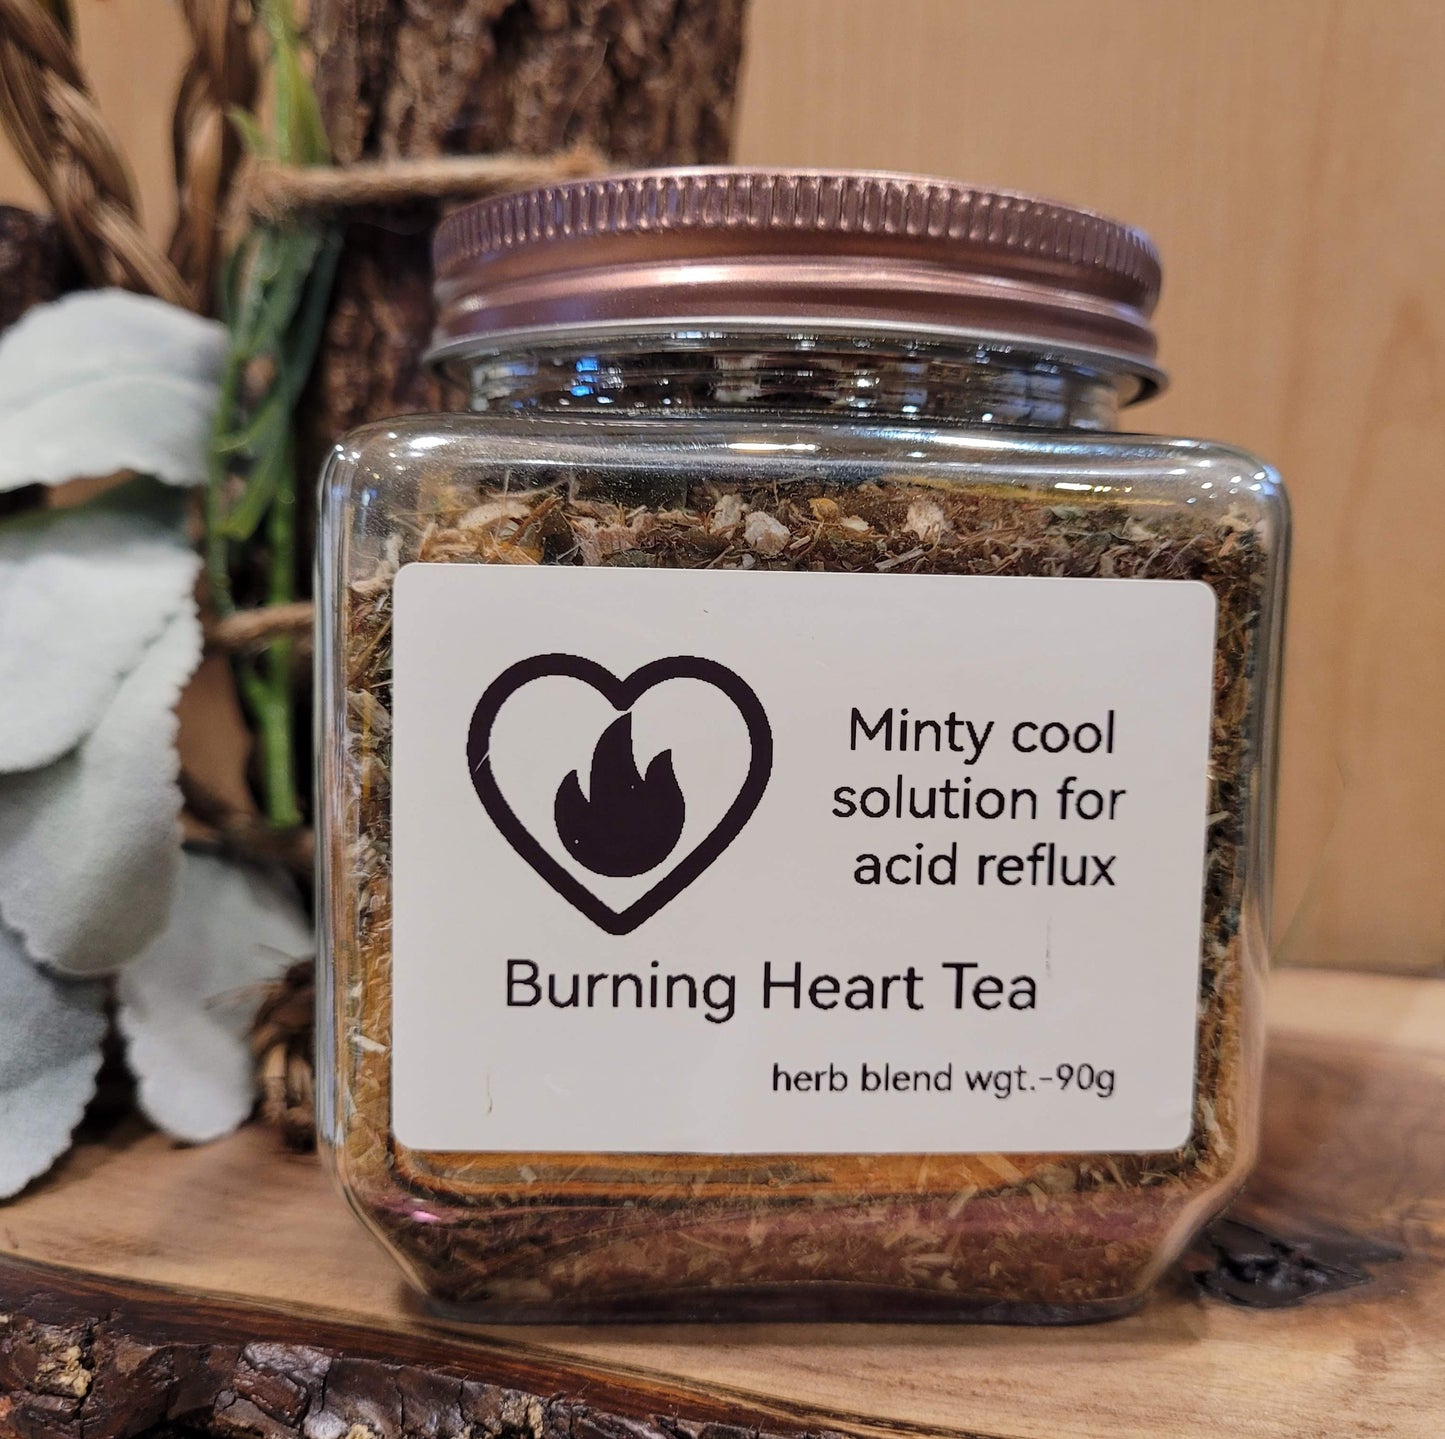 Minty cool
solution for
acid reflux
Burning Heart Tea
herb blend wgt.-90g